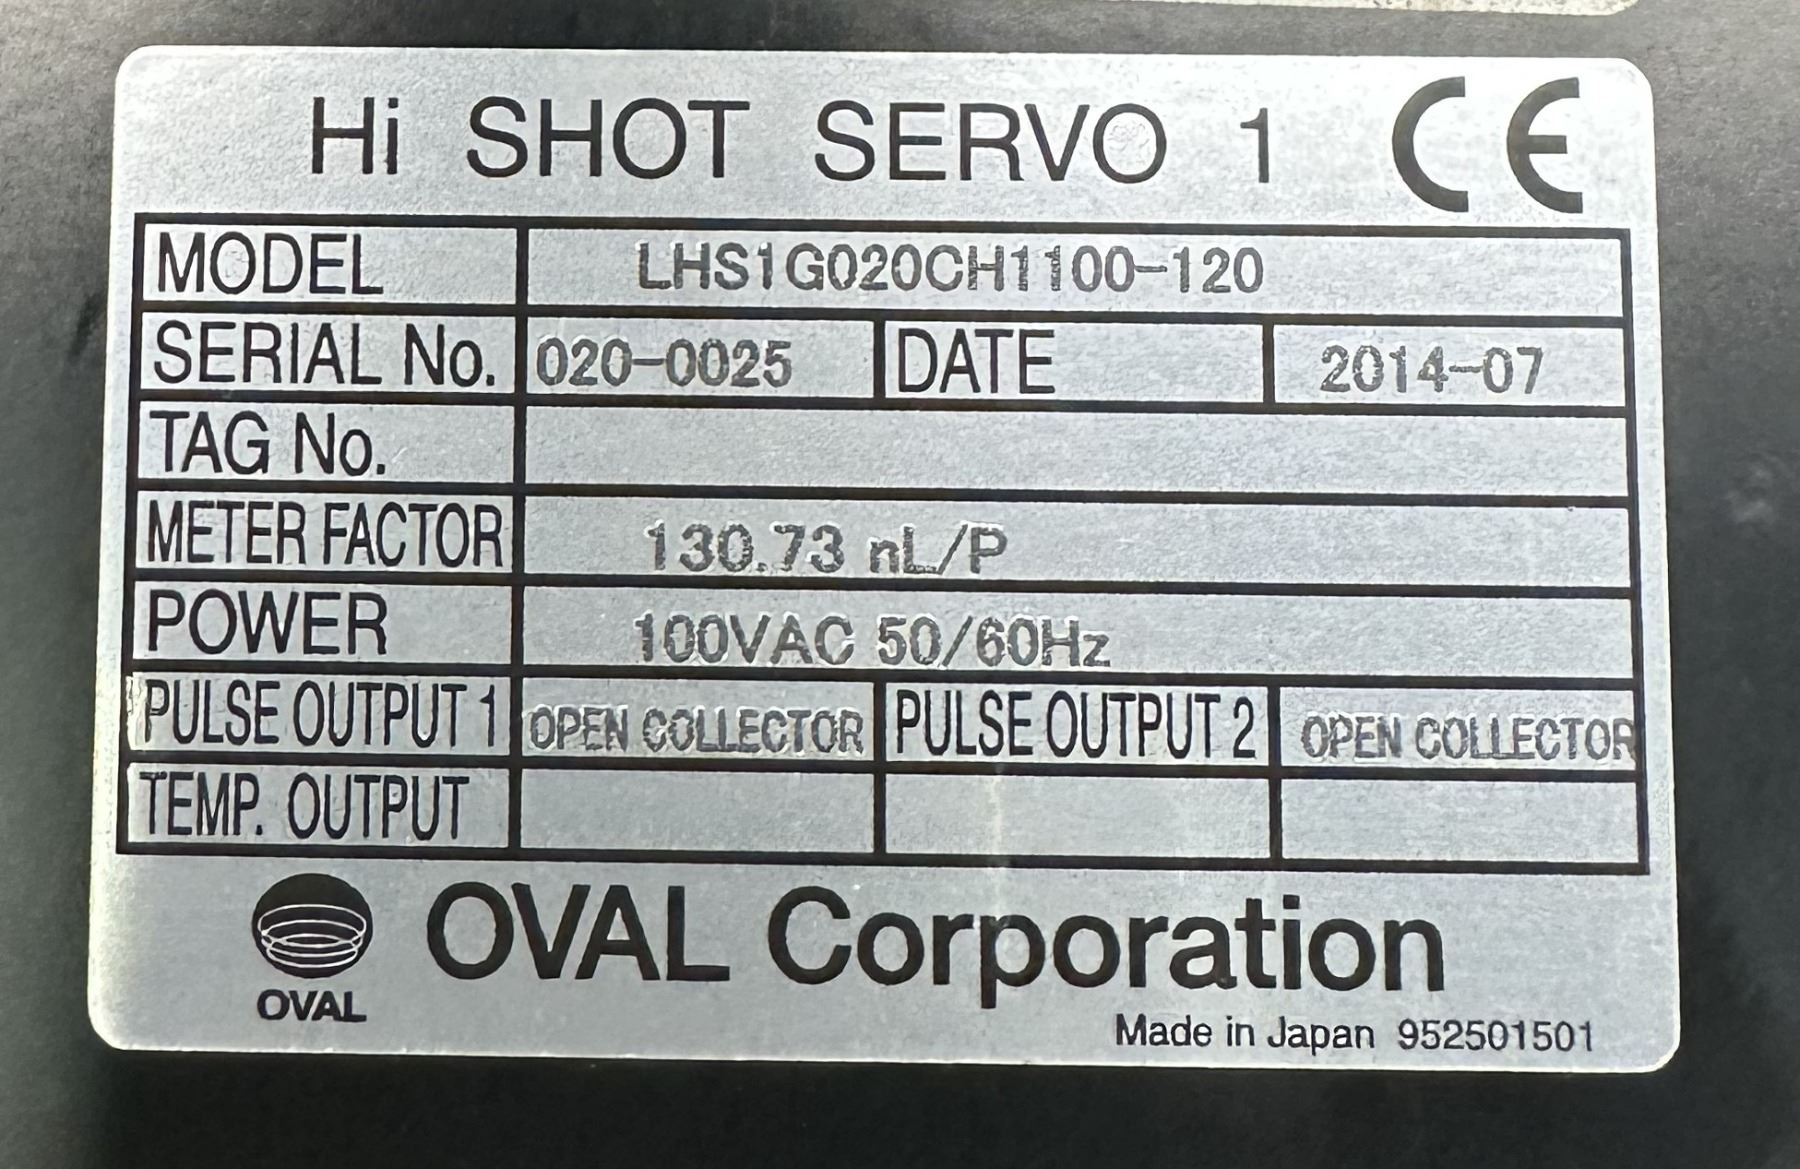 Hi SHOT SERVO 1 CE
MODEL LHS1G020CH1100-120
SERIAL No. 020-0025 DATE 2014-07
TAG No.
METER FACTOR 130.73 nL/P
POWER 100VAC 50/60Hz
PULSE OUTPUT 1 OPEN COLLECTOR PULSE OUTPUT 2 OPEN COLLECTOR
TEMP. OUTPUT
OVAL Corporation
OVAL
Made in Japan 952501501